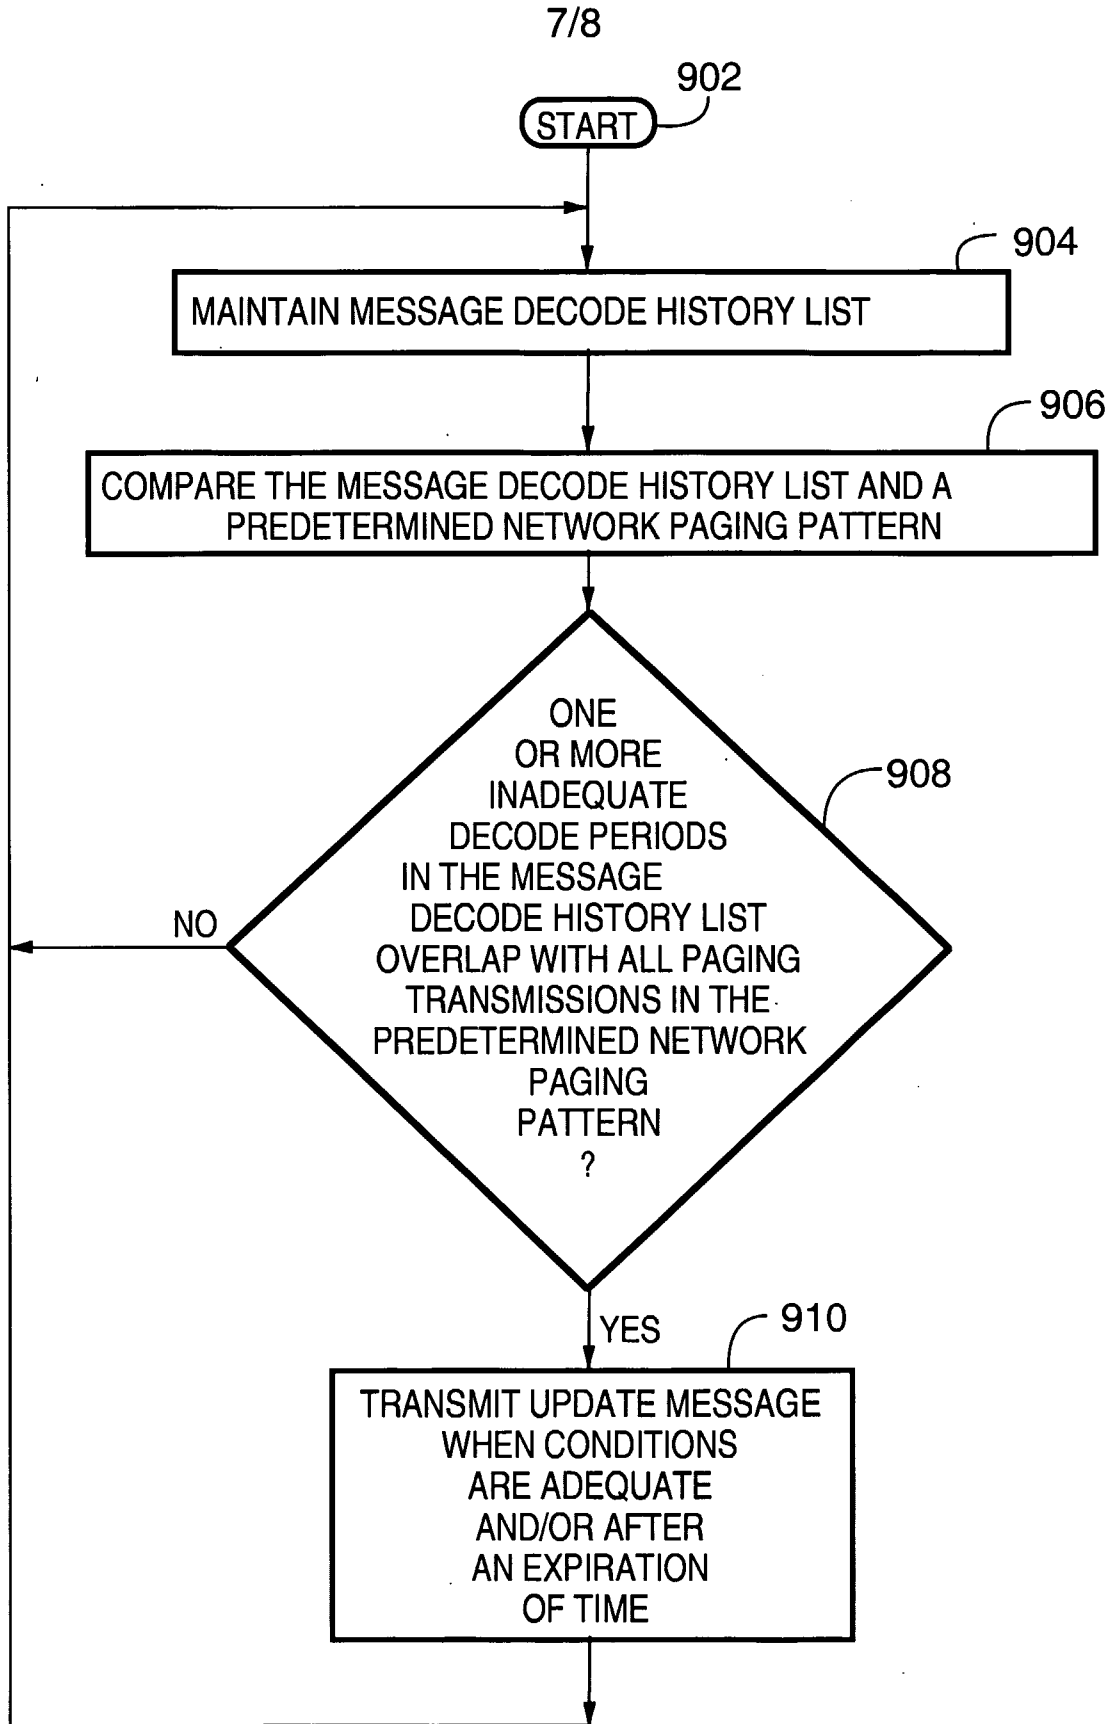 7/8
902
START
904
MAINTAIN MESSAGE DECODE HISTORY LIST
906
COMPARE THE MESSAGE DECODE HISTORY LIST AND A
PREDETERMINED NETWORK PAGING PATTERN
ONE
OR MORE
INADEQUATE
DECODE PERIODS
IN THE MESSAGE
DECODE HISTORY LIST
OVERLAP WITH ALL PAGING
TRANSMISSIONS IN THE
PREDETERMINED NETWORK
PAGING
PATTERN
?
908
NO
YES
910
TRANSMIT UPDATE MESSAGE
WHEN CONDITIONS
ARE ADEQUATE
AND/OR AFTER
AN EXPIRATION
OF TIME